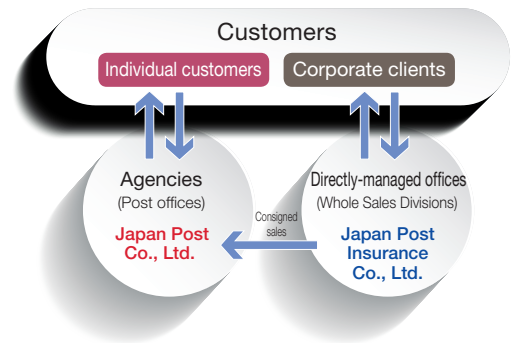 Customers
Individual customers
Corporate clients
Agencies
(Post offices)
Japan Post
Co., Ltd.
Consigned
sales
Directly-managed offices
(Whole Sales Divisions)
Japan Post
Insurance
Co., Ltd.